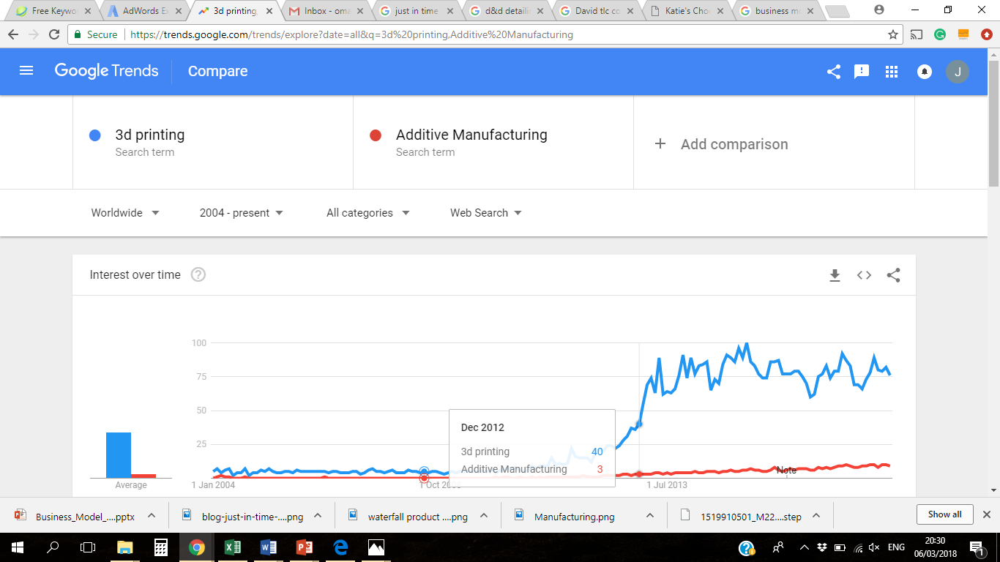 Free Keywo
AdWords E
3d printing,
Inbox - oma
just in time
d&d detaili
David tlc co
Katie's Cho
business m
Secure
https://trends.google.com/trends/explore?date=all&q=3d%20printing,Additive%20Manufacturing
Google Trends
Compare
J
3d printing
Search term
Additive Manufacturing
Search term
+ Add comparison
Worldwide
2004 - present
All categories
Web Search
Interest over time
?
100
75
50
25
Dec 2012
3d printing 40
Additive Manufacturing 3
Note
Average
1 Jan 2004
1 Oct
1 Jul 2013
Business_Model_....pptx
blog-just-in-time-....png
waterfall product ....png
Manufacturing.png
1519910501_M22....step
Show all
ENG
20:30
06/03/2018
1